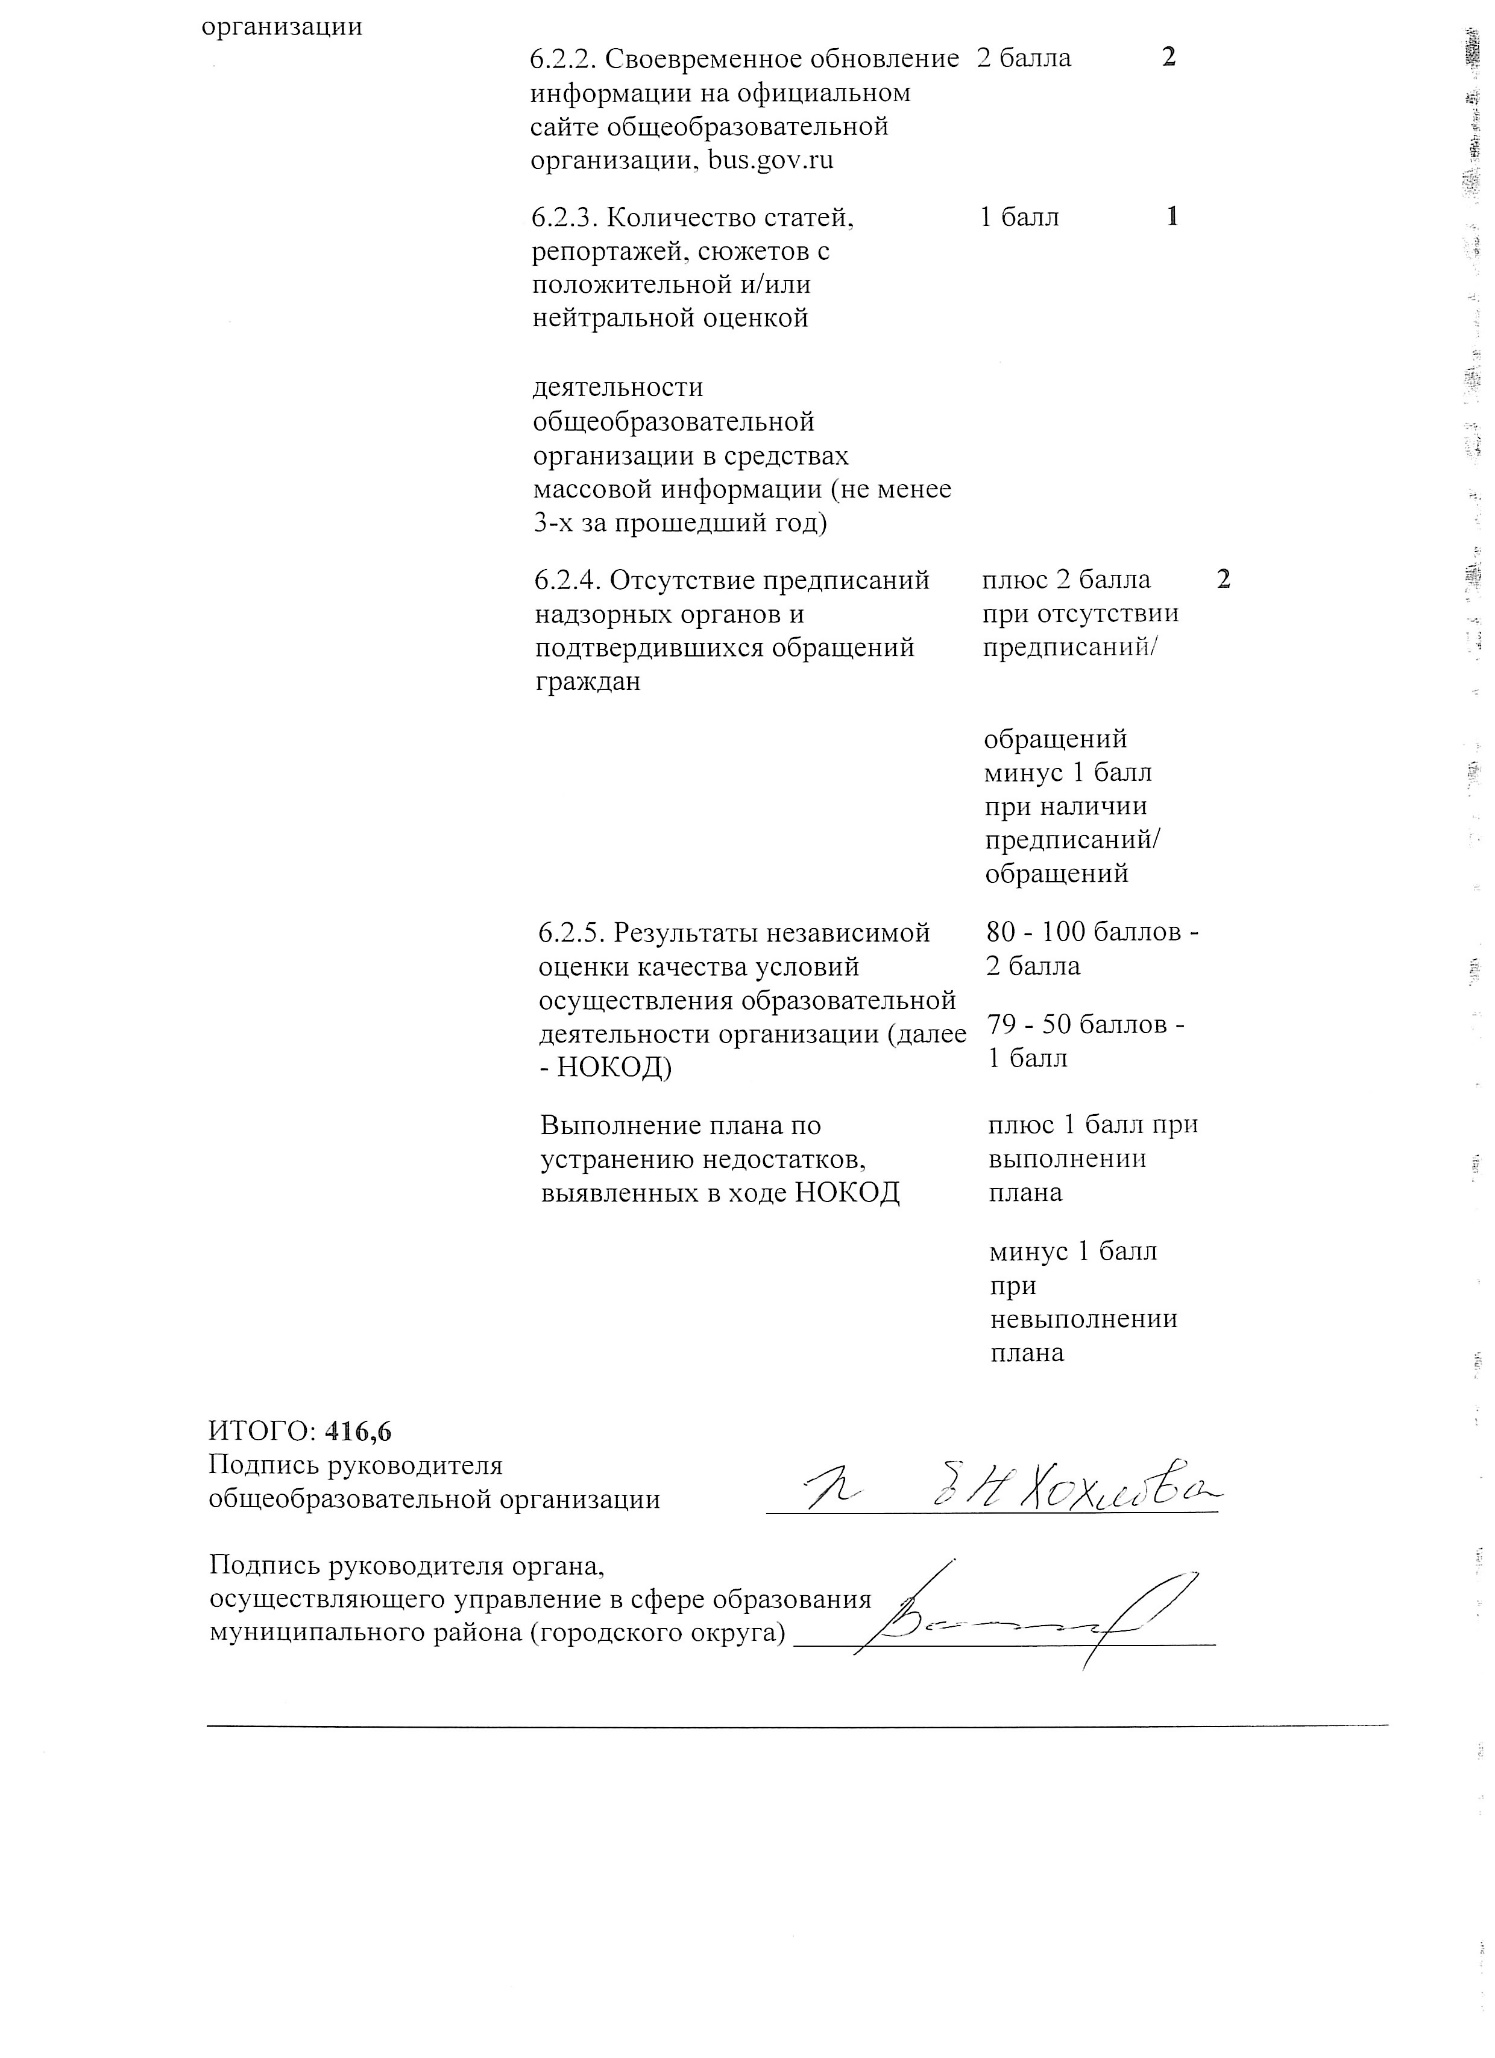 организации
6.2.2. Своевременное обновление 2 балла 2
информации на официальном
сайте общеобразовательной
организации, bus.gov.ru
6.2.3. Количество статей, 1 балл 1
репортажей, сюжетов с
положительной и/или
нейтральной оценкой
деятельности
общеобразовательной
организации в средствах
массовой информации (не менее
3-х за прошедший год)
6.2.4. Отсутствие предписаний плюс 2 балла 2
надзорных органов и при отсутствии
подтвердившихся обращений предписаний/
граждан
обращений
минус 1 балл
при наличии
предписаний/
обращений
6.2.5. Результаты независимой 80 - 100 баллов -
оценки качества условий 2 балла
осуществления образовательной
деятельности организации (далее 79 - 50 баллов -
- НОКОД) 1 балл
Выполнение плана по плюс 1 балл при
устранению недостатков, выполнении
выявленных в ходе НОКОД плана
минус 1 балл
при
невыполнении
плана
ИТОГО: 416,6
Подпись руководителя
общеобразовательной организации ЕН Хохлова
Подпись руководителя органа,
осуществляющего управление в сфере образования
муниципального района (городского округа)